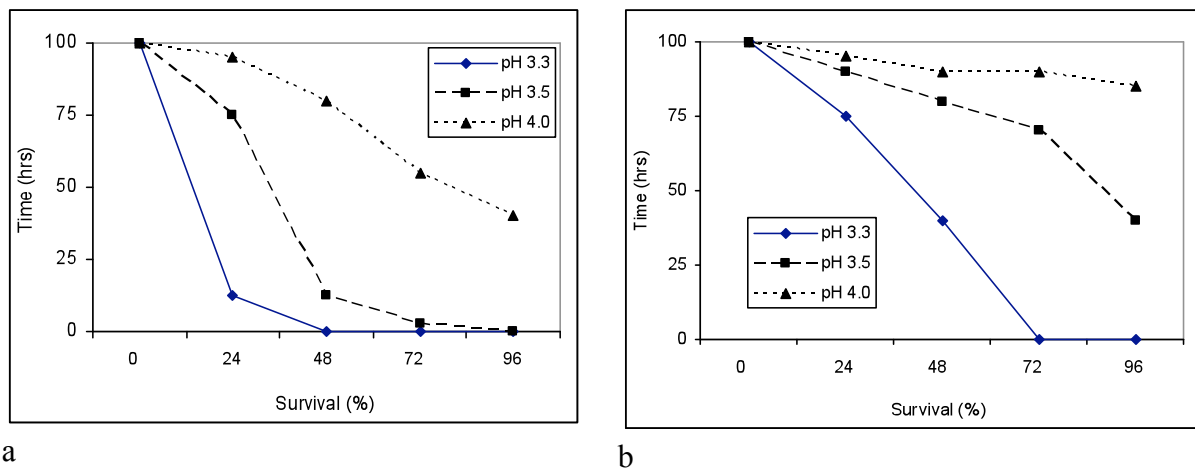 100
75
50
25
0
Time (hrs)
0 24 48 72 96
Survival (%)
pH 3.3
pH 3.5
pH 4.0
a
100
75
50
25
0
Time (hrs)
0 24 48 72 96
Survival (%)
pH 3.3
pH 3.5
pH 4.0
b